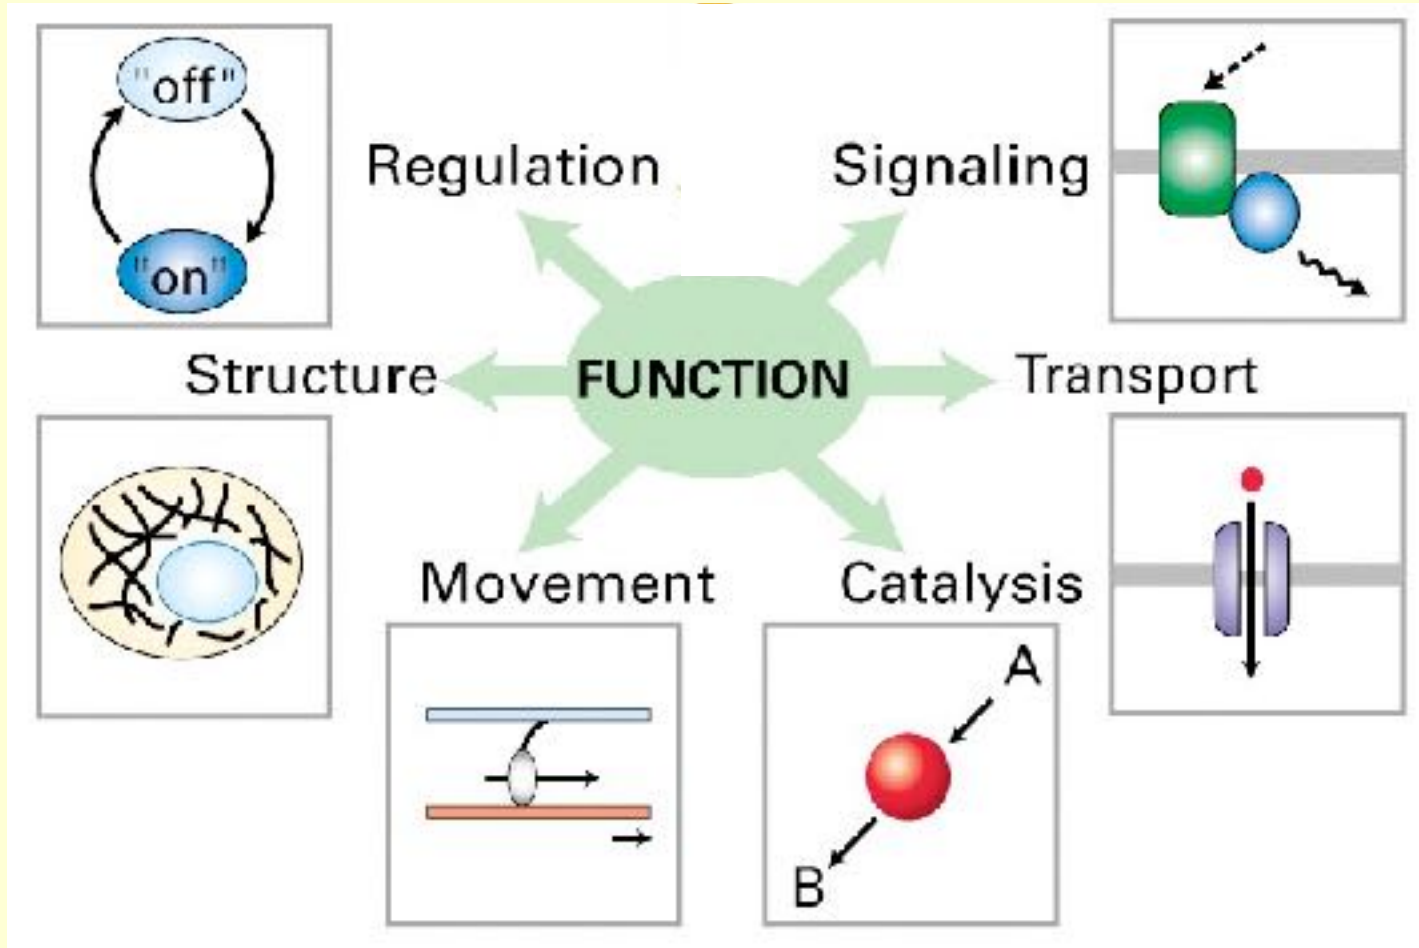 "off"
"on"
Regulation
Signaling
Structure
FUNCTION
Transport
Movement
Catalysis
A
B